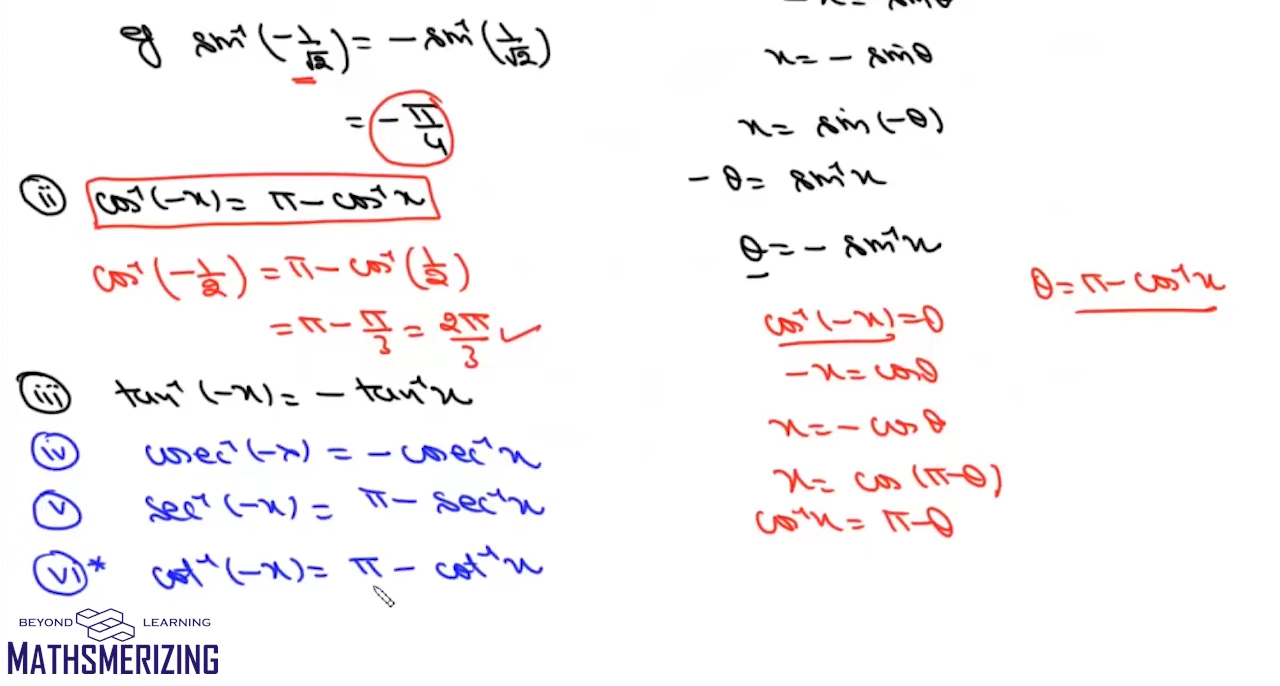 eg sin⁻¹(-1/√2) = - sin⁻¹(1/√2)
= -π/4
(ii) cos⁻¹(-x) = π - cos⁻¹x
cos⁻¹(-1/2) = π - cos⁻¹(1/2)
= π - π/3 = 2π/3 ✓
(iii) tan⁻¹(-x) = - tan⁻¹x
(iv) cosec⁻¹(-x) = - cosec⁻¹x
(v) sec⁻¹(-x) = π - sec⁻¹x
(vi)* cot⁻¹(-x) = π - cot⁻¹x
-x = sinθ
x = - sinθ
x = sin(-θ)
-θ = sin⁻¹x
θ = - sin⁻¹x
cos⁻¹(-x) = θ
-x = cosθ
x = - cosθ
x = cos(π-θ)
cos⁻¹x = π-θ
θ = π - cos⁻¹x
BEYOND LEARNING
MATHSMERIZING